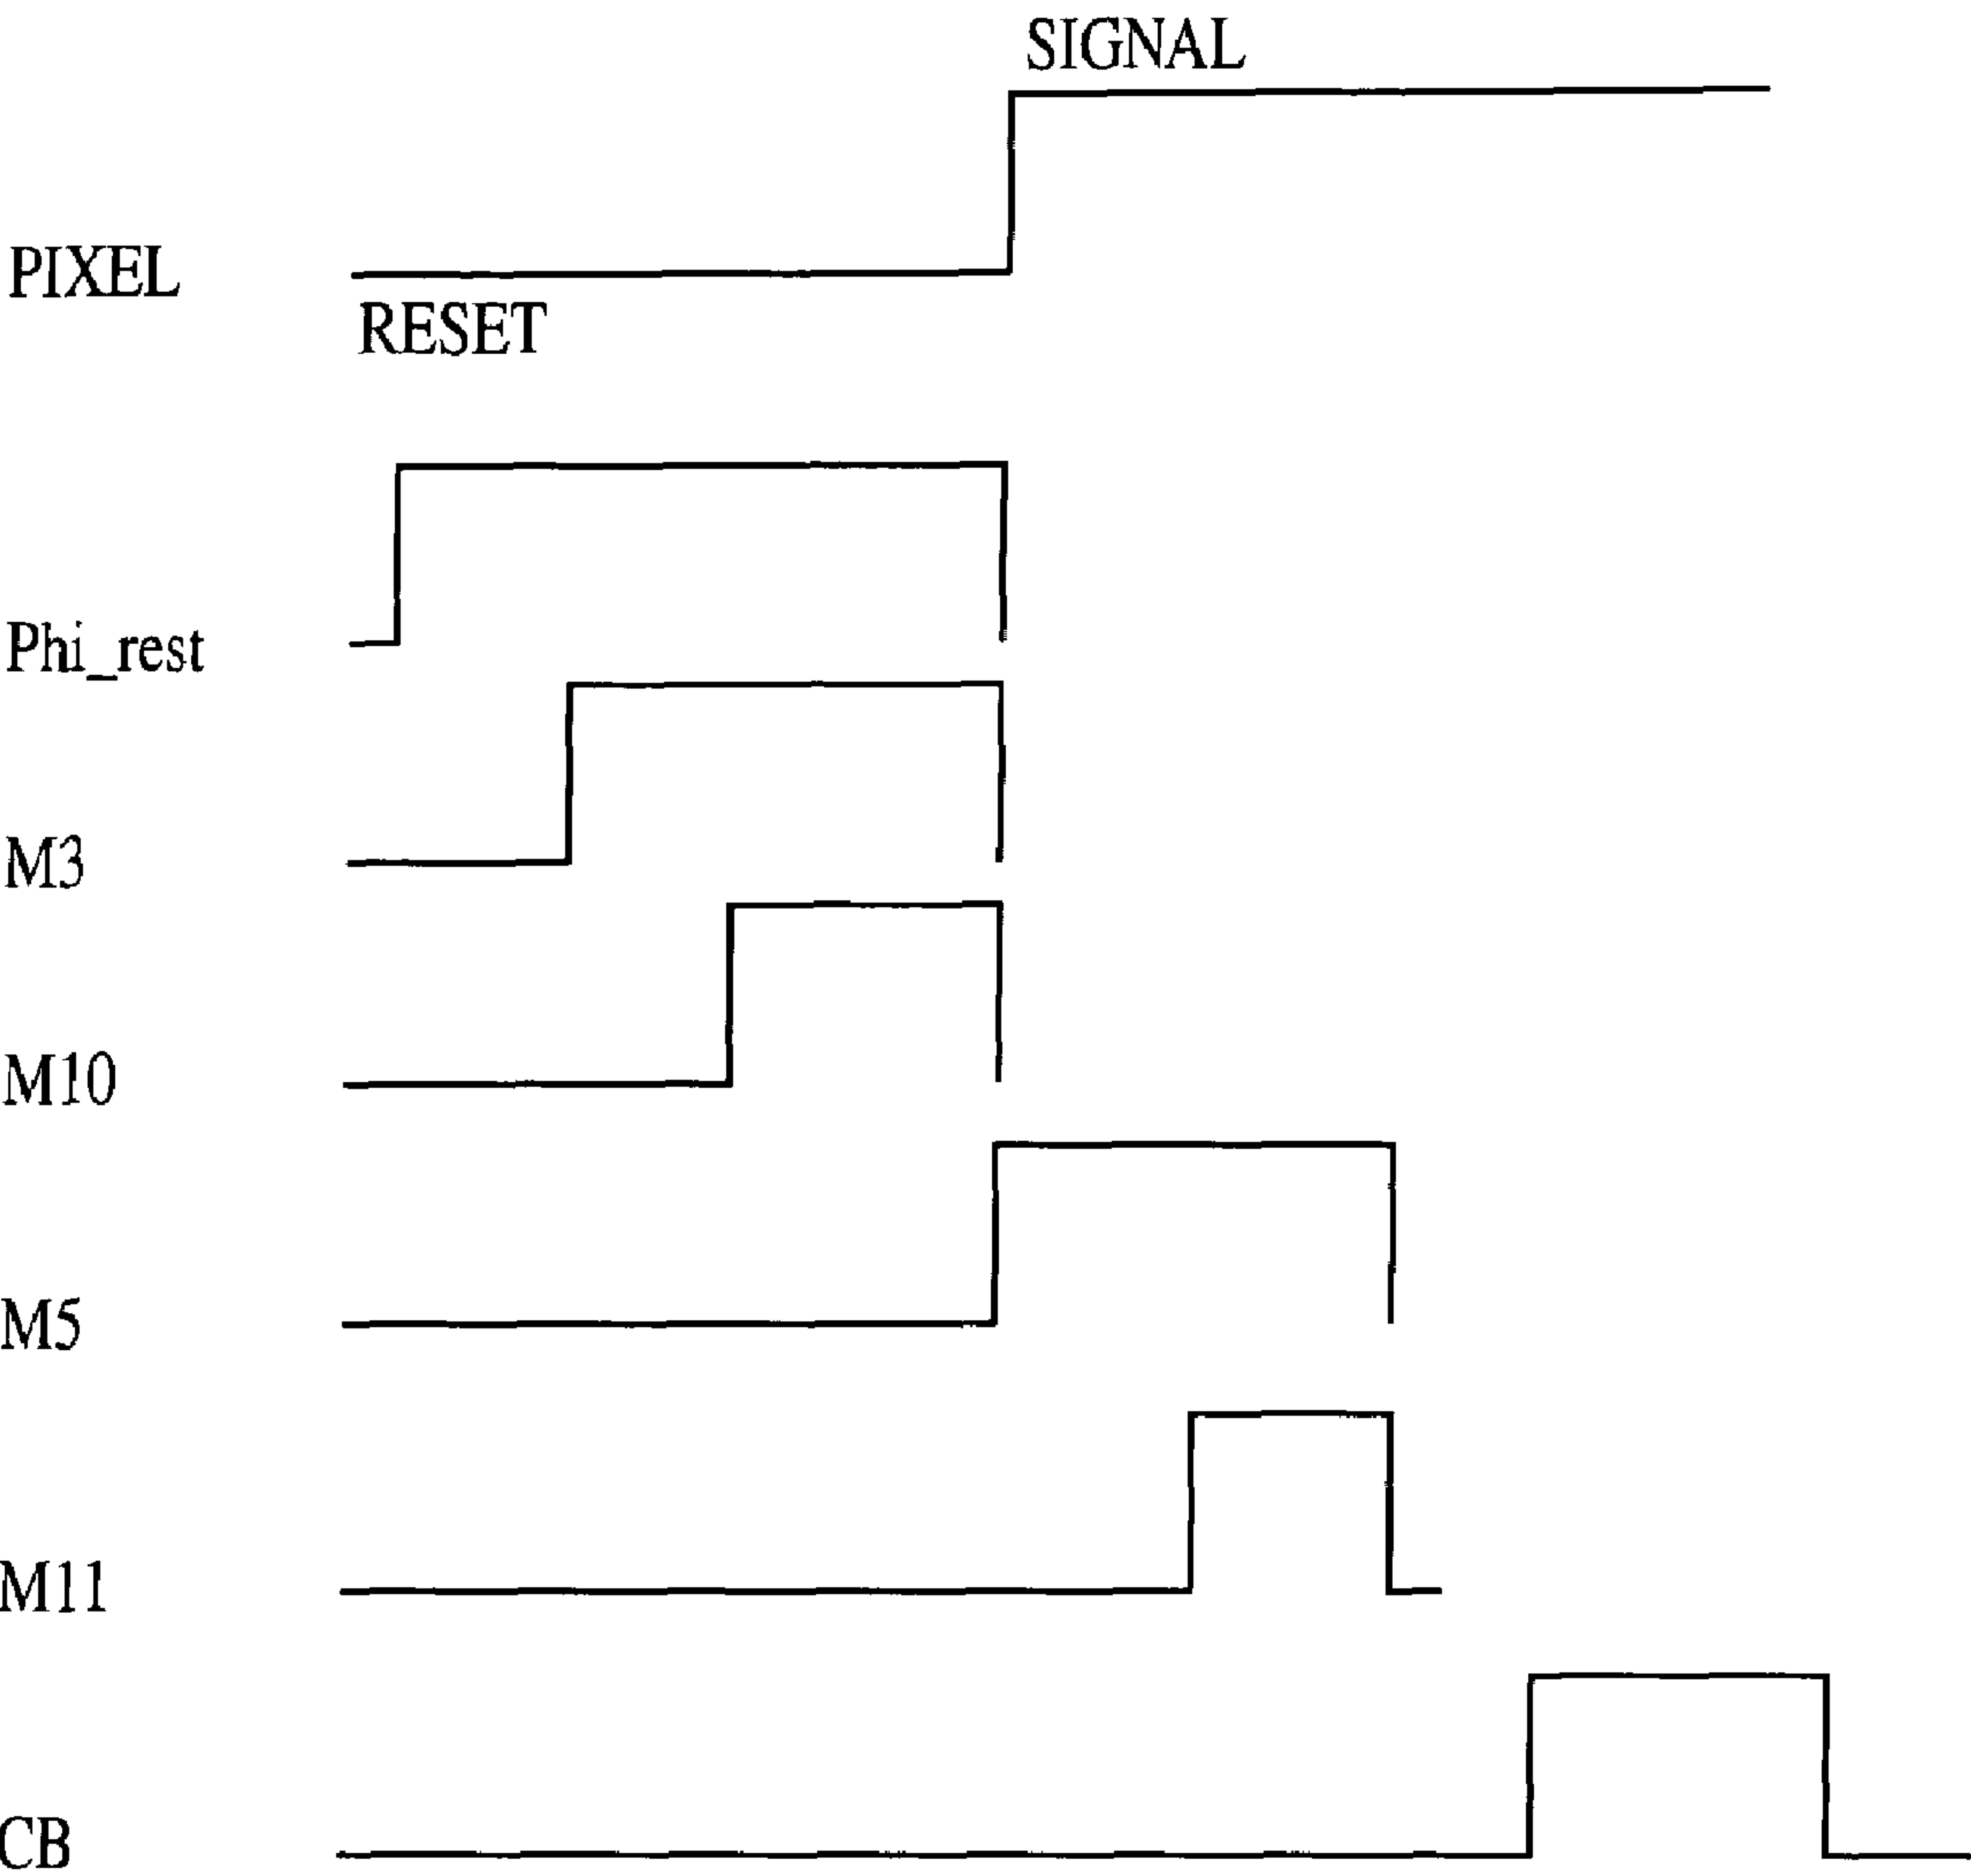 SIGNAL
PIXEL
RESET
Phi_rest
M3
M10
M5
M11
CB